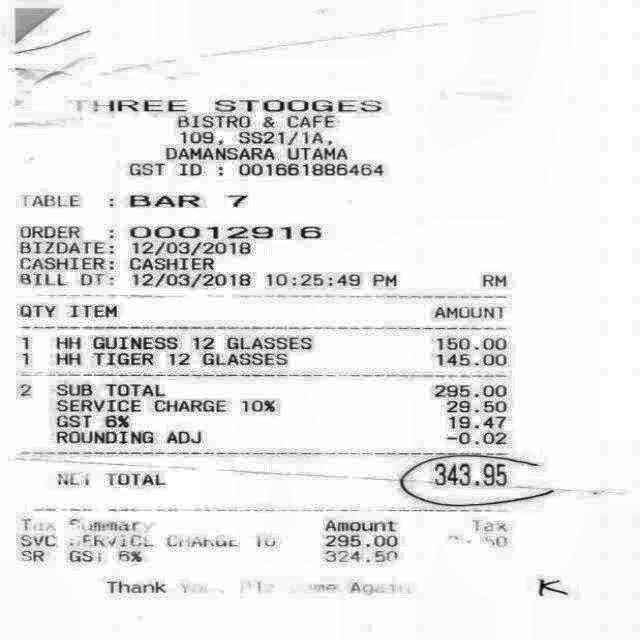 THREE STOOGES
BISTRO & CAFE
109, SS21/1A,
DAMANSARA UTAMA
GST ID : 001661886464
TABLE : BAR 7
ORDER : 00012916
BIZDATE: 12/03/2018
CASHIER: CASHIER
BILL DT: 12/03/2018 10:25:49 PM RM
QTY ITEM AMOUNT
1 HH GUINESS 12 GLASSES 150.00
1 HH TIGER 12 GLASSES 145.00
2 SUB TOTAL 295.00
SERVICE CHARGE 10% 29.50
GST 6% 19.47
ROUNDING ADJ -0.02
NET TOTAL 343.95
Tax Summary Amount Tax
SVC SERVICE CHARGE 10 295.00
SR GST 6% 324.50
Thank You, Plz Come Again
K